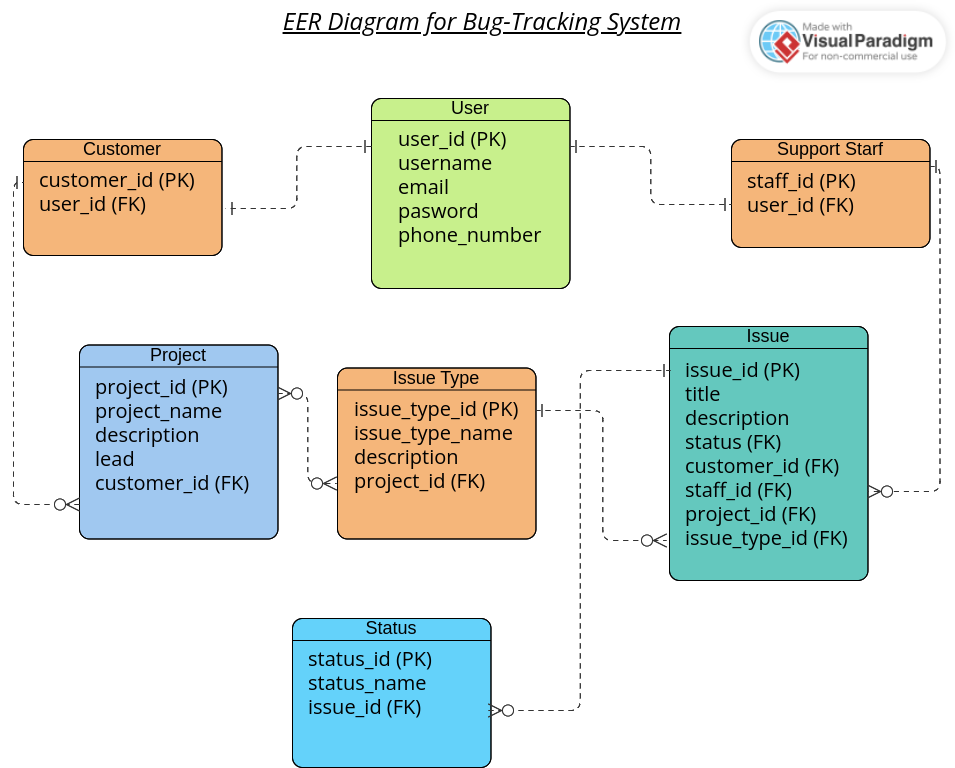 EER Diagram for Bug-Tracking System
Made with
VisualParadigm
For non-commercial use
User
user_id (PK)
username
email
pasword
phone_number
Customer
customer_id (PK)
user_id (FK)
Support Starf
staff_id (PK)
user_id (FK)
Project
project_id (PK)
project_name
description
lead
customer_id (FK)
Issue Type
issue_type_id (PK)
issue_type_name
description
project_id (FK)
Issue
issue_id (PK)
title
description
status (FK)
customer_id (FK)
staff_id (FK)
project_id (FK)
issue_type_id (FK)
Status
status_id (PK)
status_name
issue_id (FK)